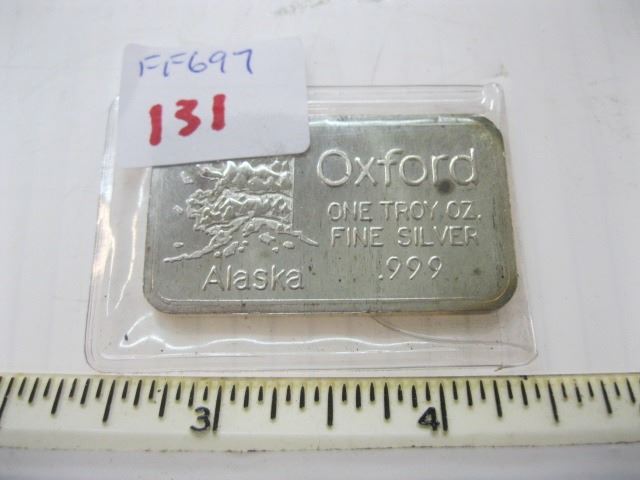 FF697
131
Oxford
ONE TROY OZ.
FINE SILVER
.999
Alaska
3
4